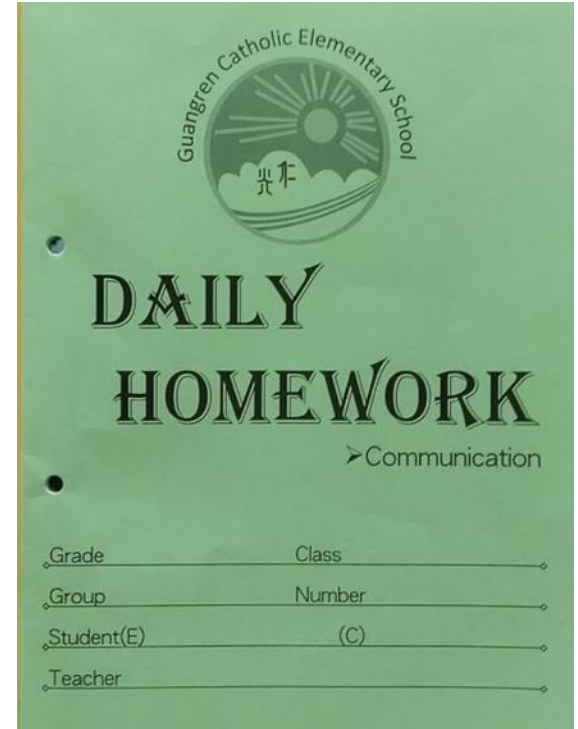 Guangren Catholic Elementary School
光仁
DAILY
HOMEWORK
➢Communication
Grade Class
Group Number
Student(E) (C)
Teacher